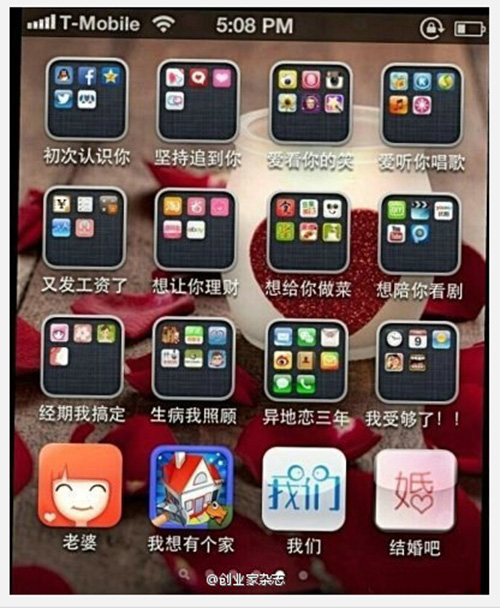 T-Mobile 5:08 PM
初次认识你 坚持追到你 爱看你的笑 爱听你唱歌
又发工资了 想让你理财 想给你做菜 想陪你看剧
经期我搞定 生病我照顾 异地恋三年 我受够了!!
我们 婚
老婆 我想有个家 我们 结婚吧
@创业家杂志